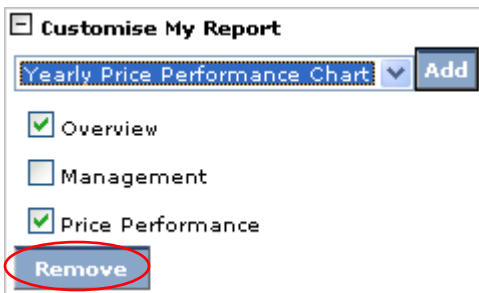 Customise My Report
Yearly Price Performance Chart Add
Overview
Management
Price Performance
Remove